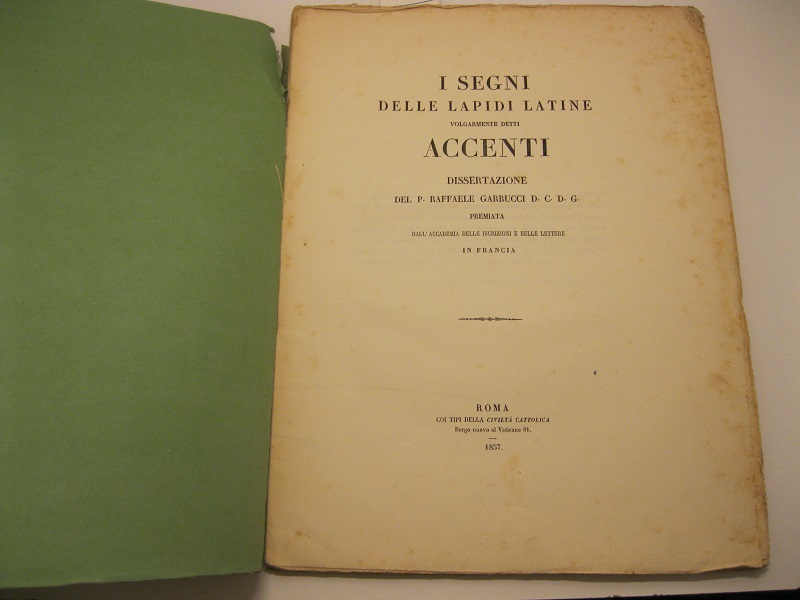 I SEGNI
DELLE LAPIDI LATINE
VOLGARMENTE DETTI
ACCENTI
DISSERTAZIONE
DEL P. RAFFAELE GARRUCCI D. C. D. G.
PREMIATA
DALL'ACCADEMIA DELLE ISCRIZIONI E BELLE LETTERE
IN FRANCIA
ROMA
COI TIPI DELLA CIVILTÀ CATTOLICA
Borgo nuovo al Vaticano 81.
1857.